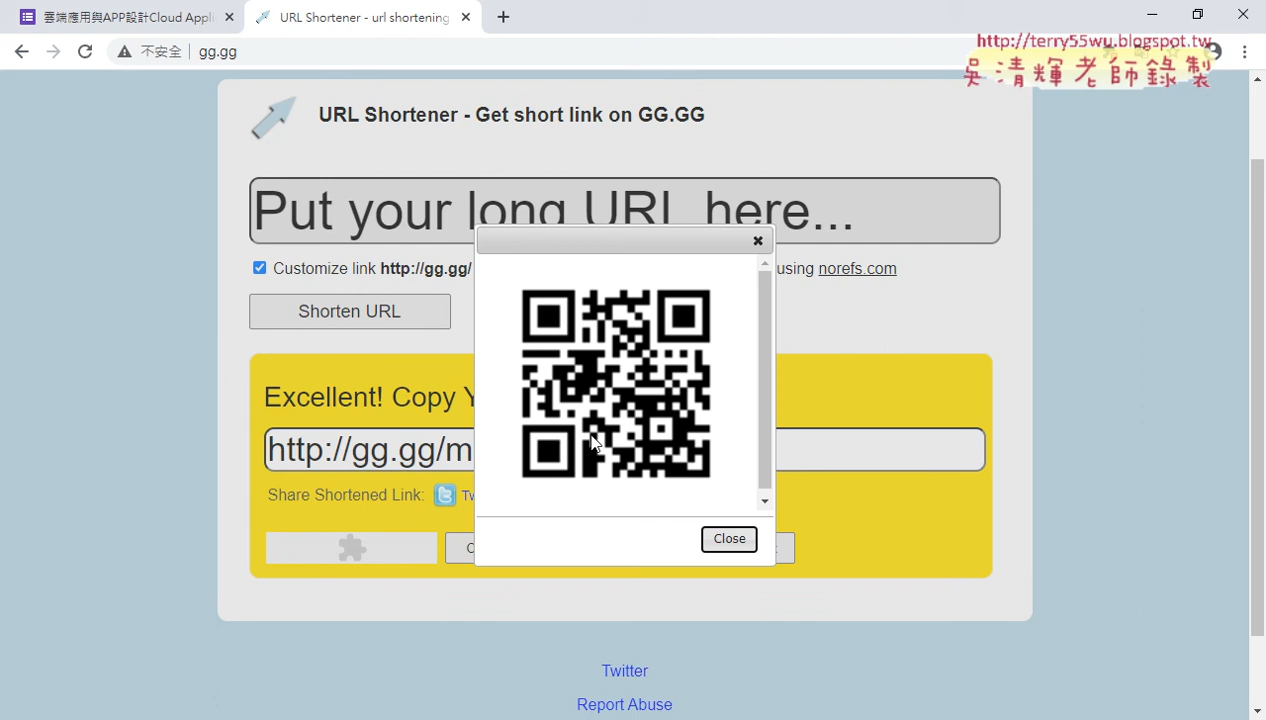 雲端應用與APP設計Cloud Appli
URL Shortener - url shortening
不安全
gg.gg
http://terry55wu.blogspot.tw
吳清輝老師錄製
URL Shortener - Get short link on GG.GG
Put your long URL here...
Customize link http://gg.gg/
using norefs.com
Shorten URL
Excellent! Copy Y
http://gg.gg/m
Share Shortened Link:
Tw
Close
Twitter
Report Abuse